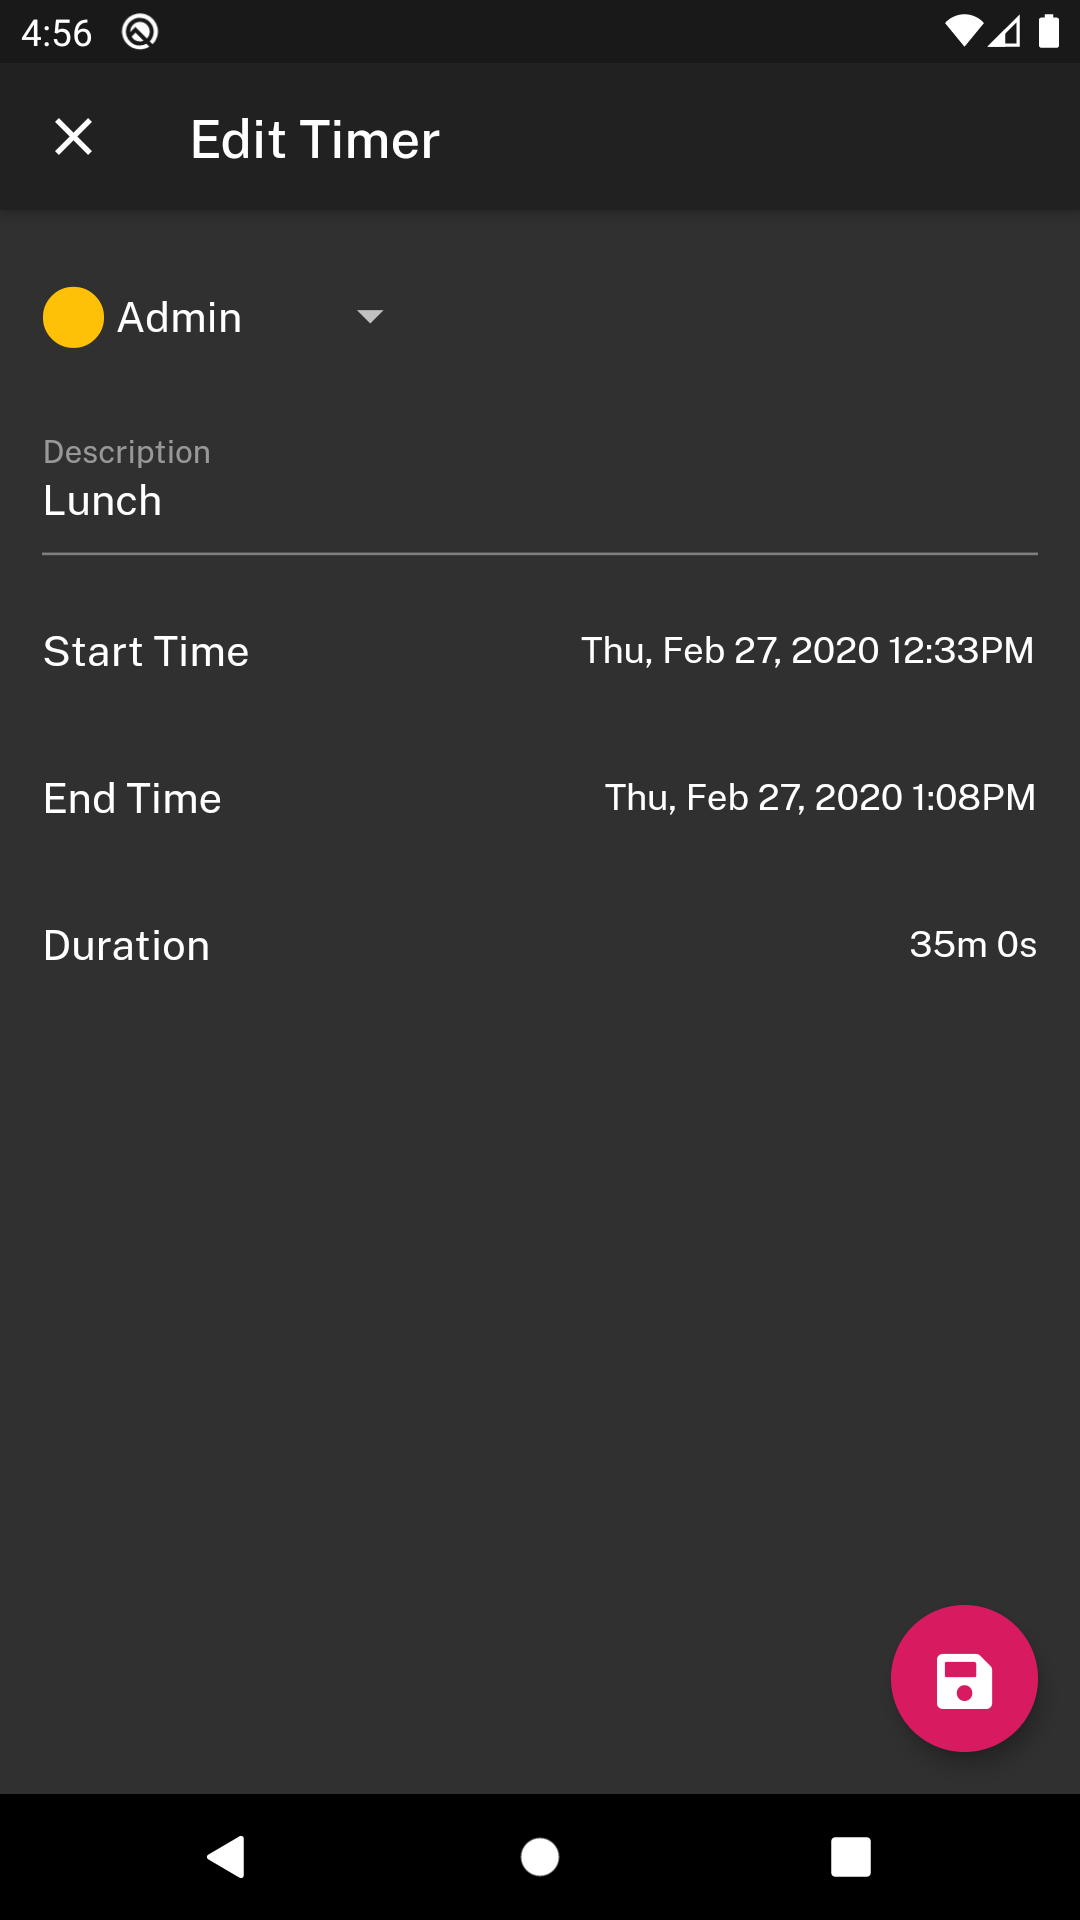 4:56
Edit Timer
Admin
Description
Lunch
Start Time Thu, Feb 27, 2020 12:33PM
End Time Thu, Feb 27, 2020 1:08PM
Duration 35m 0s